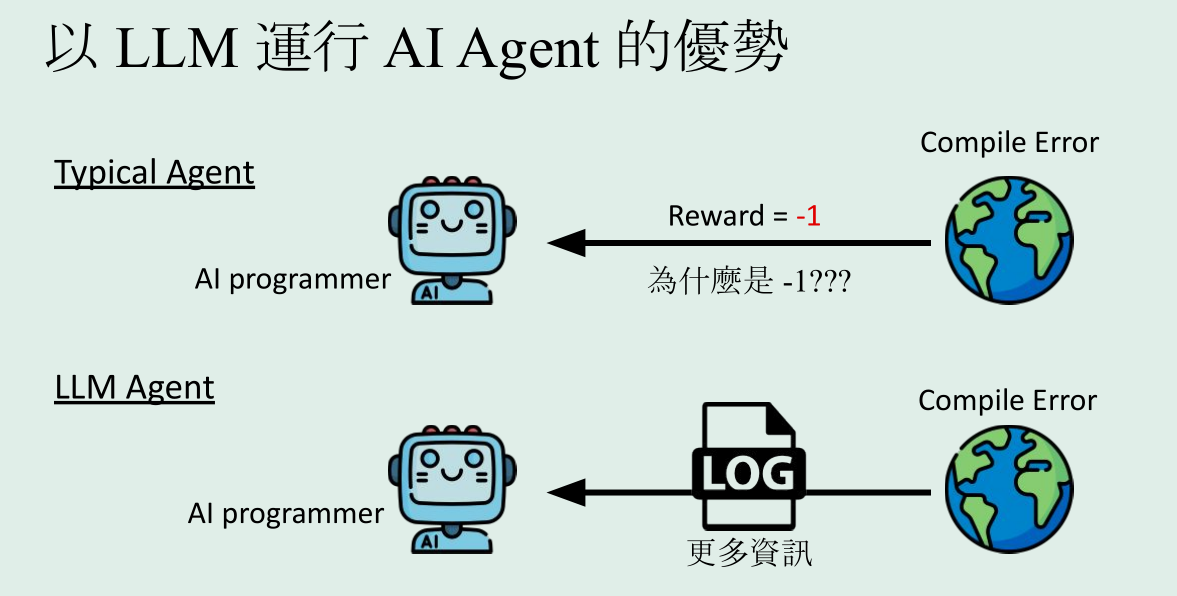 以 LLM 運行 AI Agent 的優勢
Typical Agent
Compile Error
Reward = -1
AI programmer
為什麼是 -1???
AI
LLM Agent
Compile Error
LOG
AI programmer
更多資訊
AI